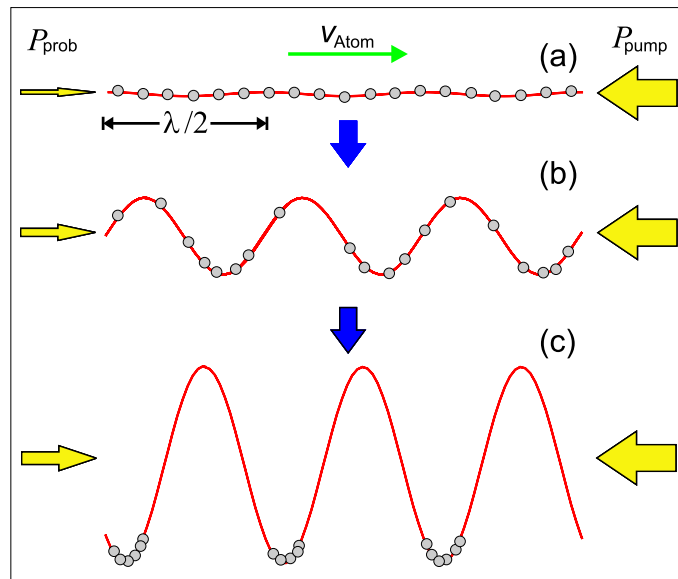 P_prob
v_Atom
P_pump
(a)
λ/2
(b)
(c)